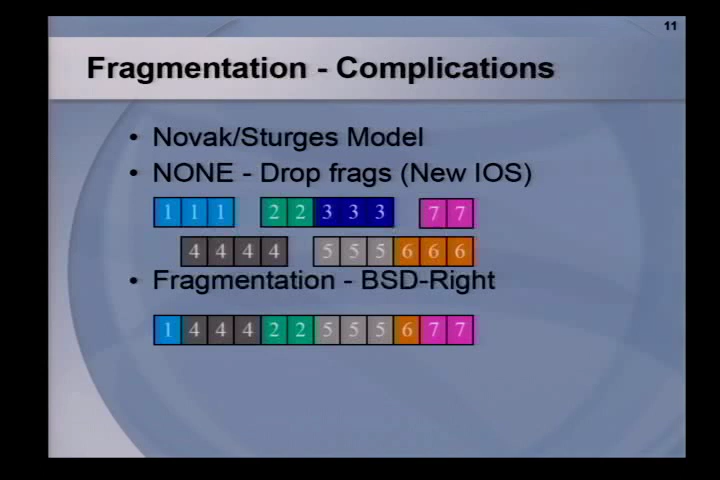 11
Fragmentation - Complications
• Novak/Sturges Model
• NONE - Drop frags (New IOS)
1 1 1 2 2 3 3 3 7 7
4 4 4 4 5 5 5 6 6 6
• Fragmentation - BSD-Right
1 4 4 4 2 2 5 5 5 6 7 7